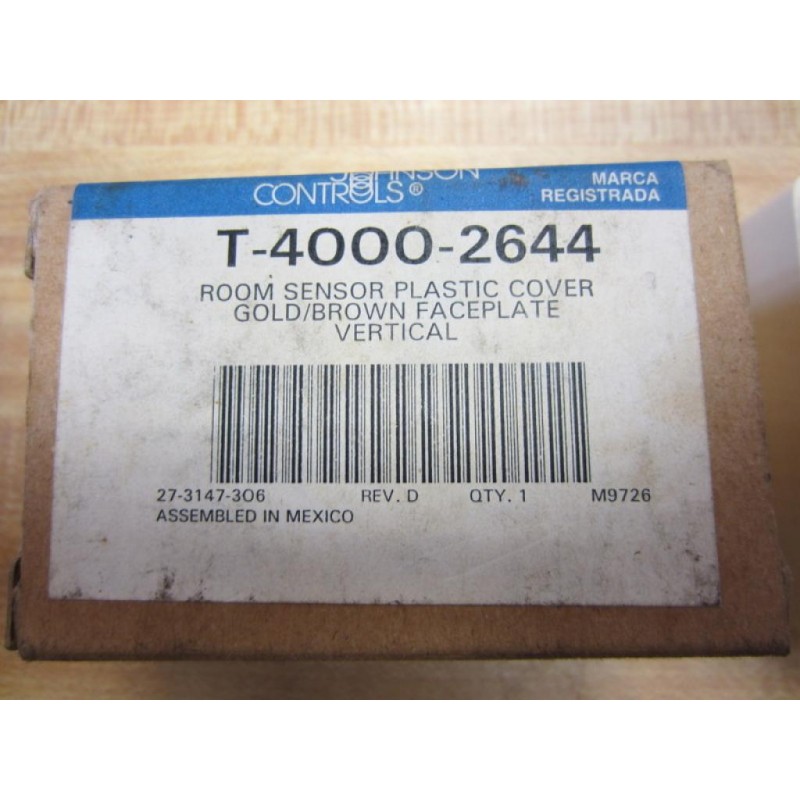 JOHNSON
CONTROLS®
MARCA
REGISTRADA
T-4000-2644
ROOM SENSOR PLASTIC COVER
GOLD/BROWN FACEPLATE
VERTICAL
27-3147-306 REV. D QTY. 1 M9726
ASSEMBLED IN MEXICO